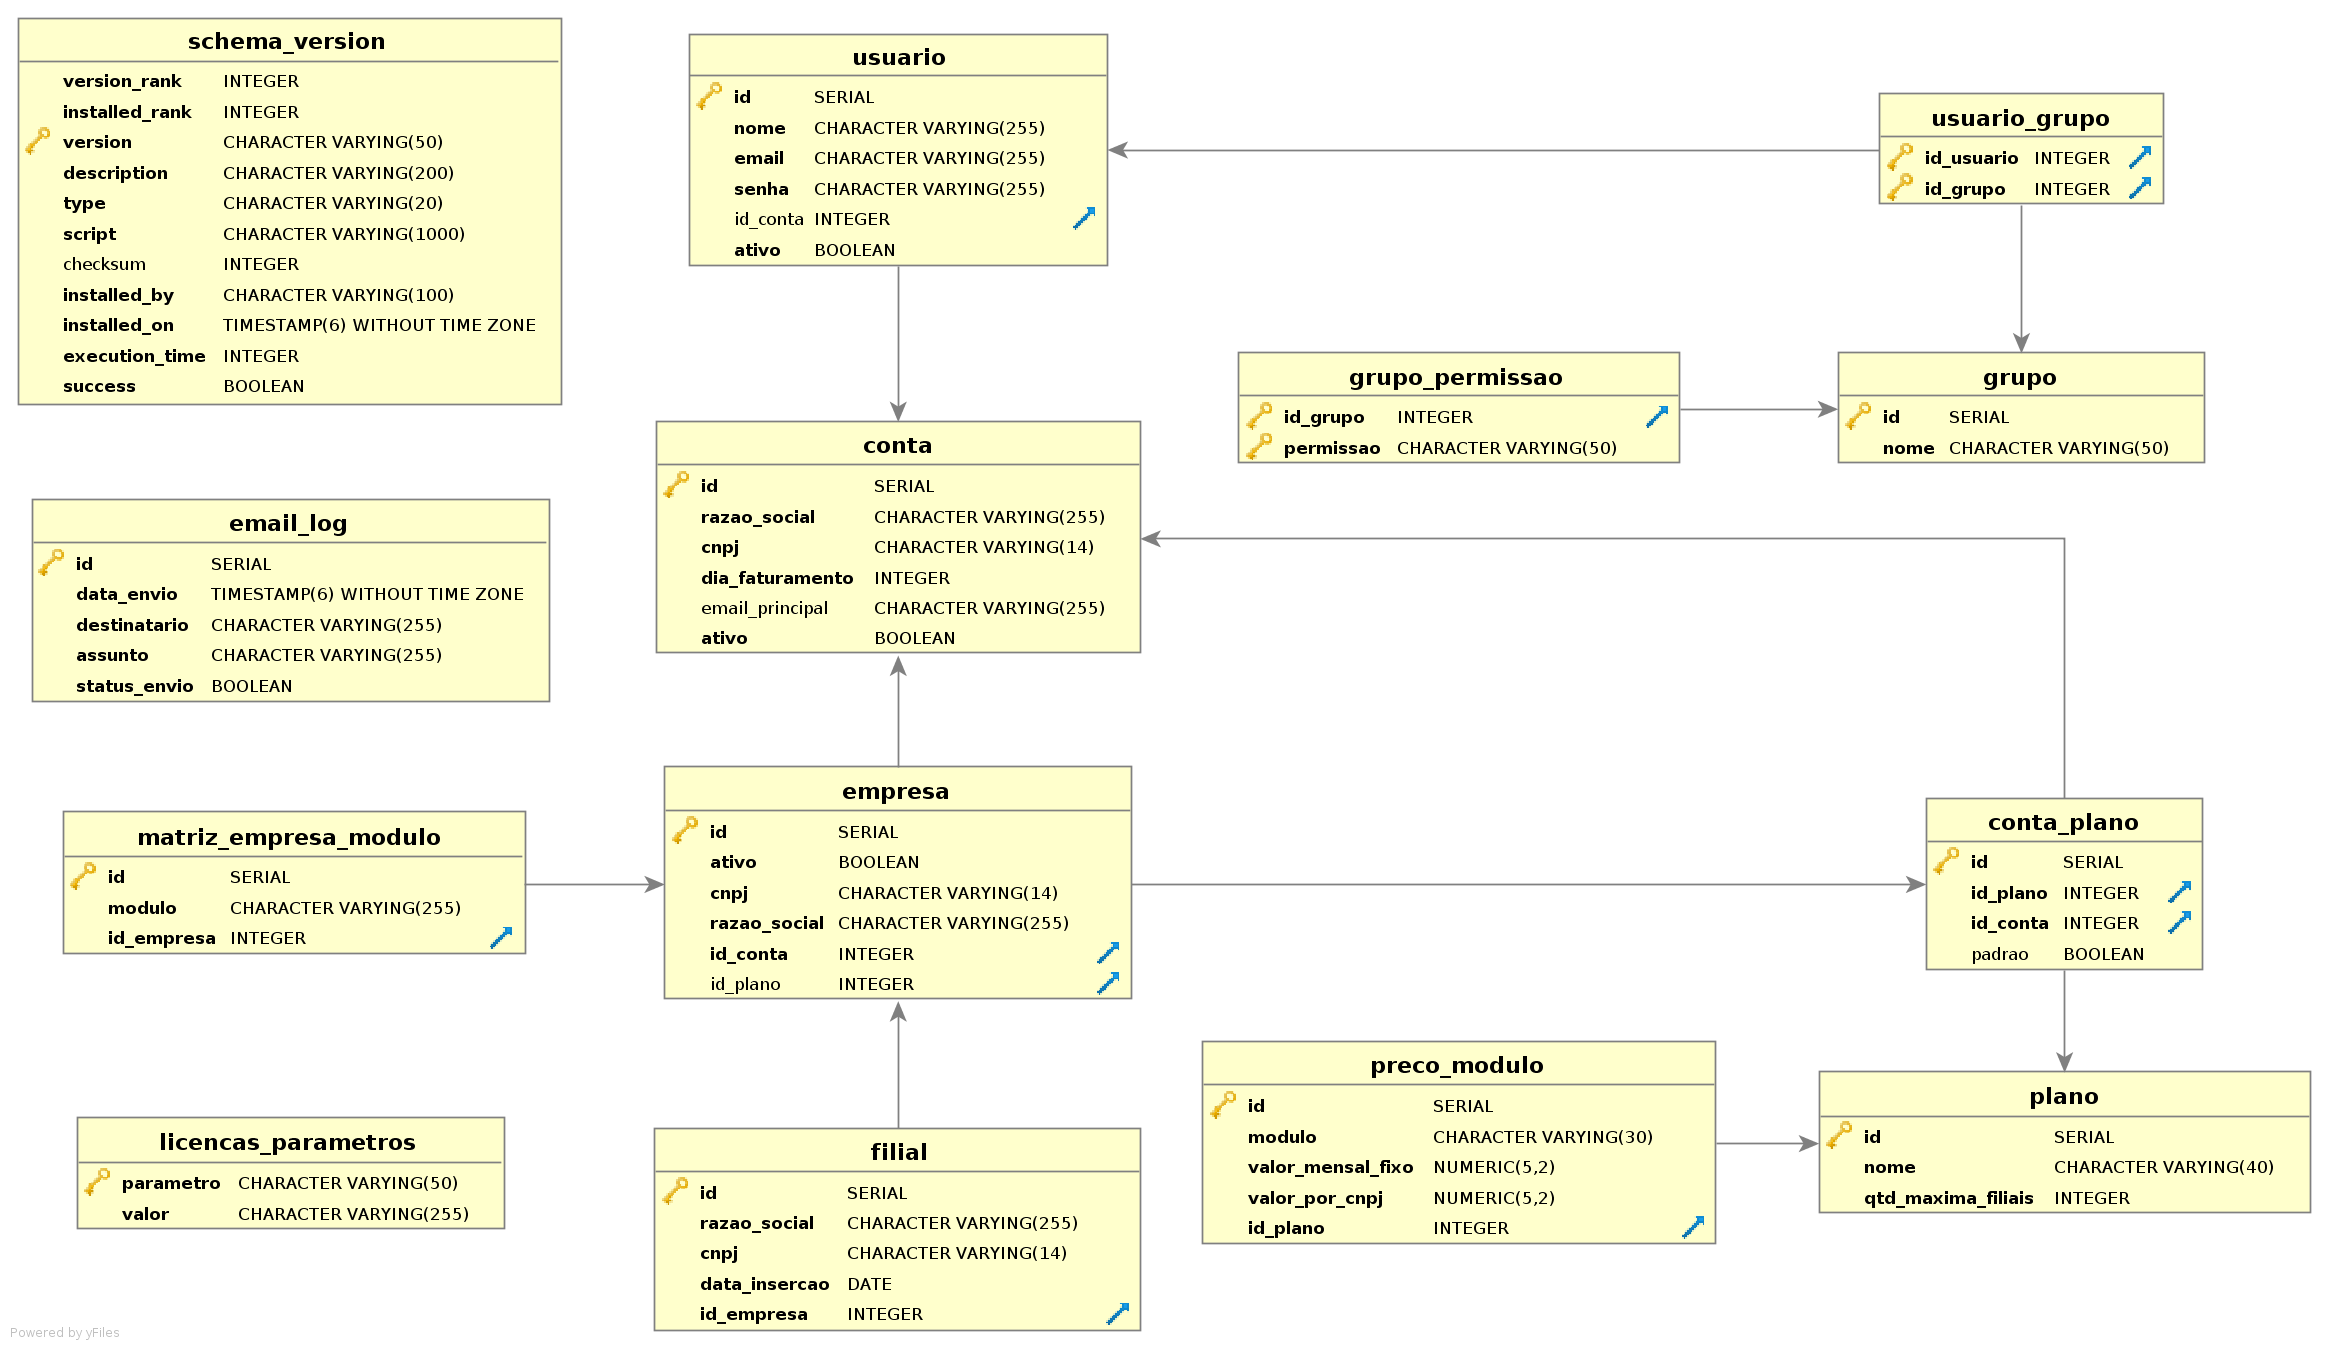 schema_version
version_rank INTEGER
installed_rank INTEGER
version CHARACTER VARYING(50)
description CHARACTER VARYING(200)
type CHARACTER VARYING(20)
script CHARACTER VARYING(1000)
checksum INTEGER
installed_by CHARACTER VARYING(100)
installed_on TIMESTAMP(6) WITHOUT TIME ZONE
execution_time INTEGER
success BOOLEAN
usuario
id SERIAL
nome CHARACTER VARYING(255)
email CHARACTER VARYING(255)
senha CHARACTER VARYING(255)
id_conta INTEGER
ativo BOOLEAN
usuario_grupo
id_usuario INTEGER
id_grupo INTEGER
grupo_permissao
id_grupo INTEGER
permissao CHARACTER VARYING(50)
grupo
id SERIAL
nome CHARACTER VARYING(50)
conta
id SERIAL
razao_social CHARACTER VARYING(255)
cnpj CHARACTER VARYING(14)
dia_faturamento INTEGER
email_principal CHARACTER VARYING(255)
ativo BOOLEAN
email_log
id SERIAL
data_envio TIMESTAMP(6) WITHOUT TIME ZONE
destinatario CHARACTER VARYING(255)
assunto CHARACTER VARYING(255)
status_envio BOOLEAN
matriz_empresa_modulo
id SERIAL
modulo CHARACTER VARYING(255)
id_empresa INTEGER
empresa
id SERIAL
ativo BOOLEAN
cnpj CHARACTER VARYING(14)
razao_social CHARACTER VARYING(255)
id_conta INTEGER
id_plano INTEGER
conta_plano
id SERIAL
id_plano INTEGER
id_conta INTEGER
padrao BOOLEAN
licencas_parametros
parametro CHARACTER VARYING(50)
valor CHARACTER VARYING(255)
filial
id SERIAL
razao_social CHARACTER VARYING(255)
cnpj CHARACTER VARYING(14)
data_insercao DATE
id_empresa INTEGER
preco_modulo
id SERIAL
modulo CHARACTER VARYING(30)
valor_mensal_fixo NUMERIC(5,2)
valor_por_cnpj NUMERIC(5,2)
id_plano INTEGER
plano
id SERIAL
nome CHARACTER VARYING(40)
qtd_maxima_filiais INTEGER
Powered by yFiles